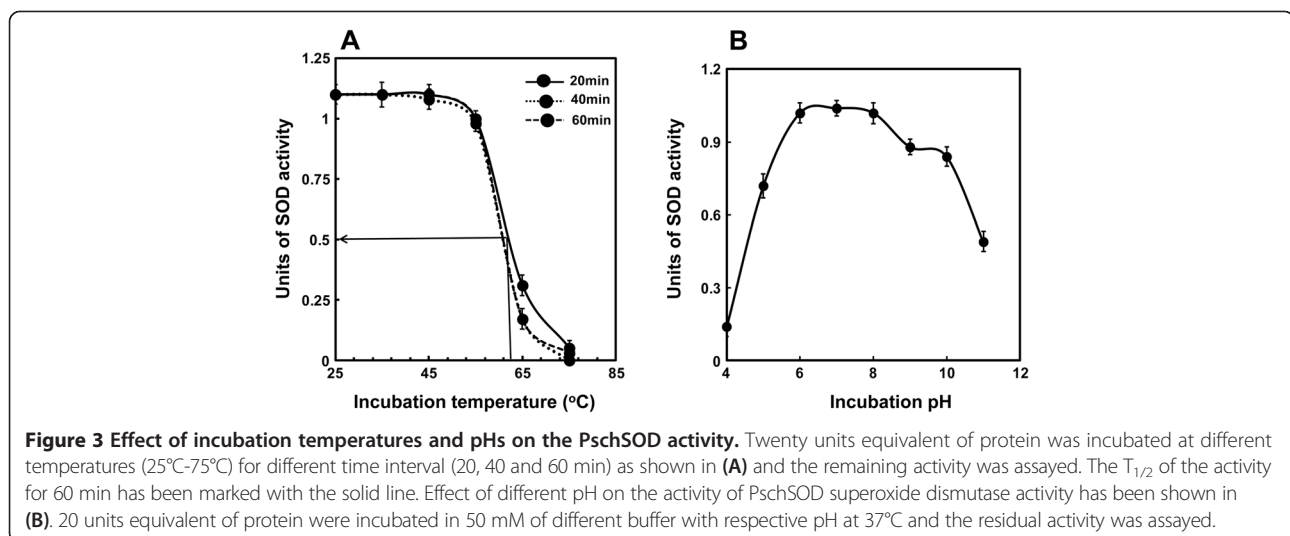 A
1.25
1
0.75
0.5
0.25
0
25
45
65
85
Units of SOD activity
Incubation temperature (°C)
20min
40min
60min
B
1.2
0.9
0.6
0.3
0
4
6
8
10
12
Units of SOD activity
Incubation pH
Figure 3 Effect of incubation temperatures and pHs on the PschSOD activity. Twenty units equivalent of protein was incubated at different
temperatures (25°C-75°C) for different time interval (20, 40 and 60 min) as shown in (A) and the remaining activity was assayed. The T1/2 of the activity
for 60 min has been marked with the solid line. Effect of different pH on the activity of PschSOD superoxide dismutase activity has been shown in
(B). 20 units equivalent of protein were incubated in 50 mM of different buffer with respective pH at 37°C and the residual activity was assayed.